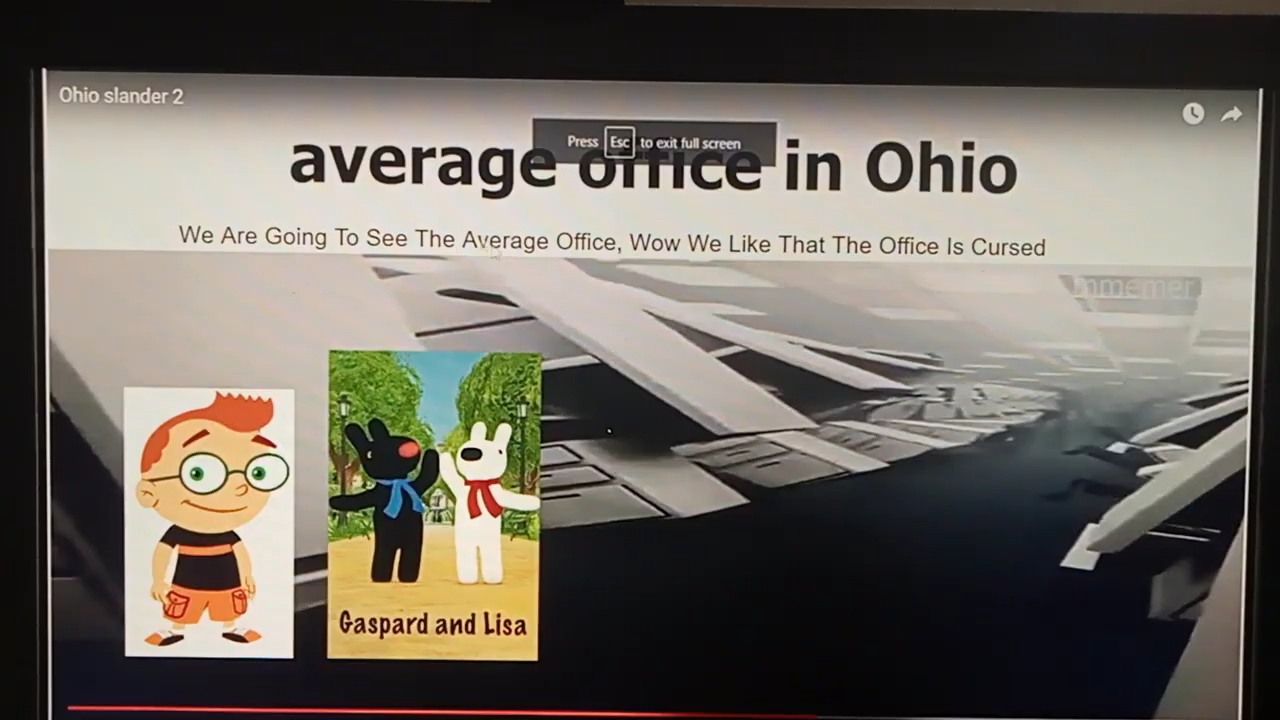 Ohio slander 2
Press Esc to exit full screen
average office in Ohio
We Are Going To See The Average Office, Wow We Like That The Office Is Cursed
Gaspard and Lisa